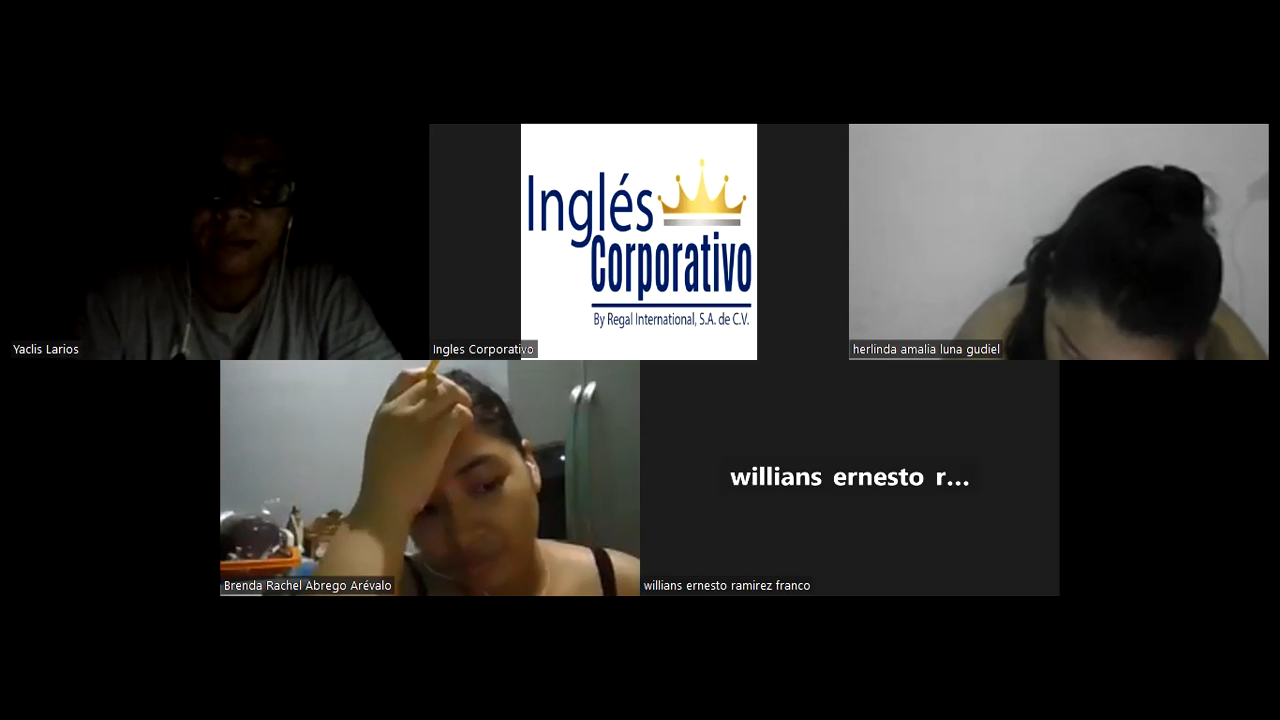 Inglés
Corporativo
By Regal International, S.A. de C.V.
Yaclis Larios
Ingles Corporativo
herlinda amalia luna gudiel
willians ernesto r...
Brenda Rachel Abrego Arévalo
willians ernesto ramirez franco